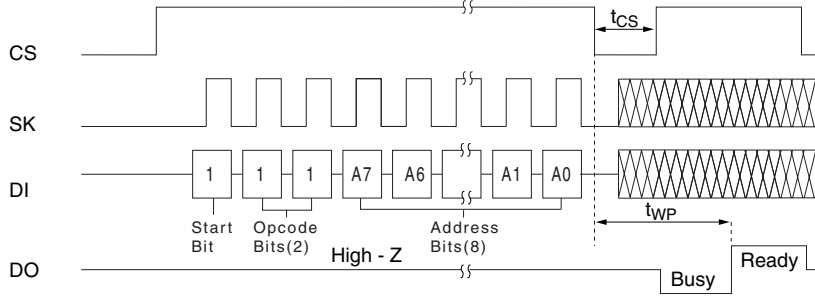 tCS
CS
SK
DI
1 1 1 A7 A6 A1 A0
tWP
Start
Bit
Opcode
Bits(2)
Address
Bits(8)
High - Z
Ready
DO
Busy